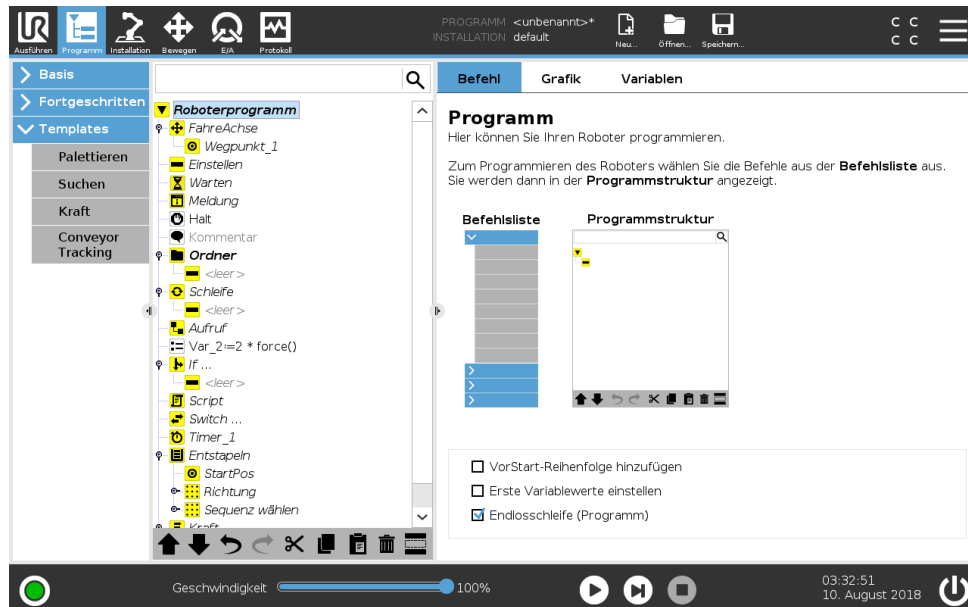 PROGRAMM <unbenannt>*
INSTALLATION default
Ausführen
Programm
Installation
Bewegen
E/A
Protokoll
Neu...
Öffnen...
Speichern...
C C
C C
Basis
Fortgeschritten
Templates
Palettieren
Suchen
Kraft
Conveyor
Tracking
Roboterprogramm
FahreAchse
Wegpunkt_1
Einstellen
Warten
Meldung
Halt
Kommentar
Ordner
<leer>
Schleife
<leer>
Aufruf
Var_2:=2 * force()
If ...
<leer>
Script
Switch ...
Timer_1
Entstapeln
StartPos
Richtung
Sequenz wählen
Kraft
Befehl
Grafik
Variablen
Programm
Hier können Sie Ihren Roboter programmieren.
Zum Programmieren des Roboters wählen Sie die Befehle aus der Befehlsliste aus.
Sie werden dann in der Programmstruktur angezeigt.
Befehlsliste
Programmstruktur
VorStart-Reihenfolge hinzufügen
Erste Variablewerte einstellen
Endlosschleife (Programm)
Geschwindigkeit
100%
03:32:51
10. August 2018